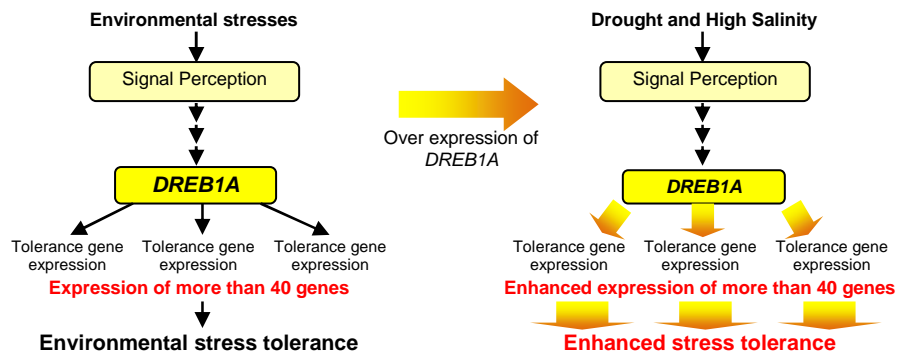 Environmental stresses
Signal Perception
DREB1A
Tolerance gene
expression
Tolerance gene
expression
Tolerance gene
expression
Expression of more than 40 genes
Environmental stress tolerance
Over expression of
DREB1A
Drought and High Salinity
Signal Perception
DREB1A
Tolerance gene
expression
Tolerance gene
expression
Tolerance gene
expression
Enhanced expression of more than 40 genes
Enhanced stress tolerance